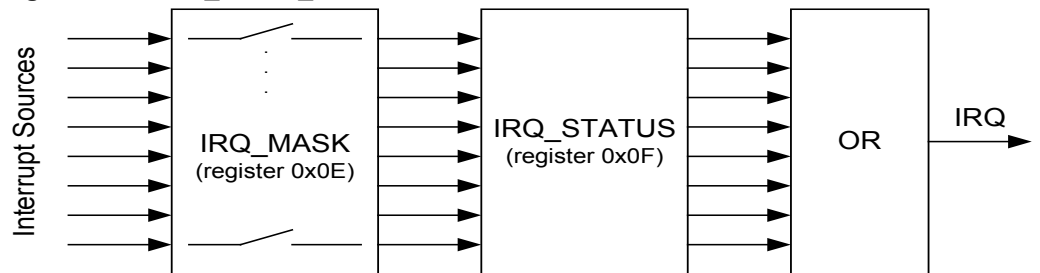 Interrupt Sources
IRQ_MASK
(register 0x0E)
IRQ_STATUS
(register 0x0F)
OR
IRQ